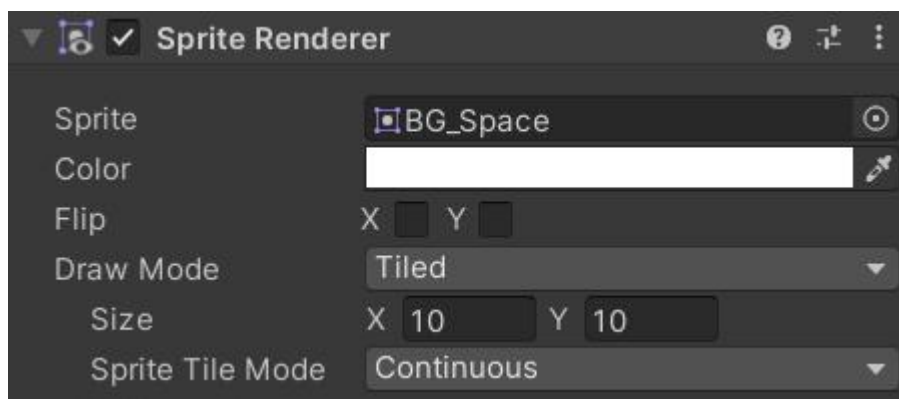 Sprite Renderer
Sprite BG_Space
Color
Flip X Y
Draw Mode Tiled
Size X 10 Y 10
Sprite Tile Mode Continuous